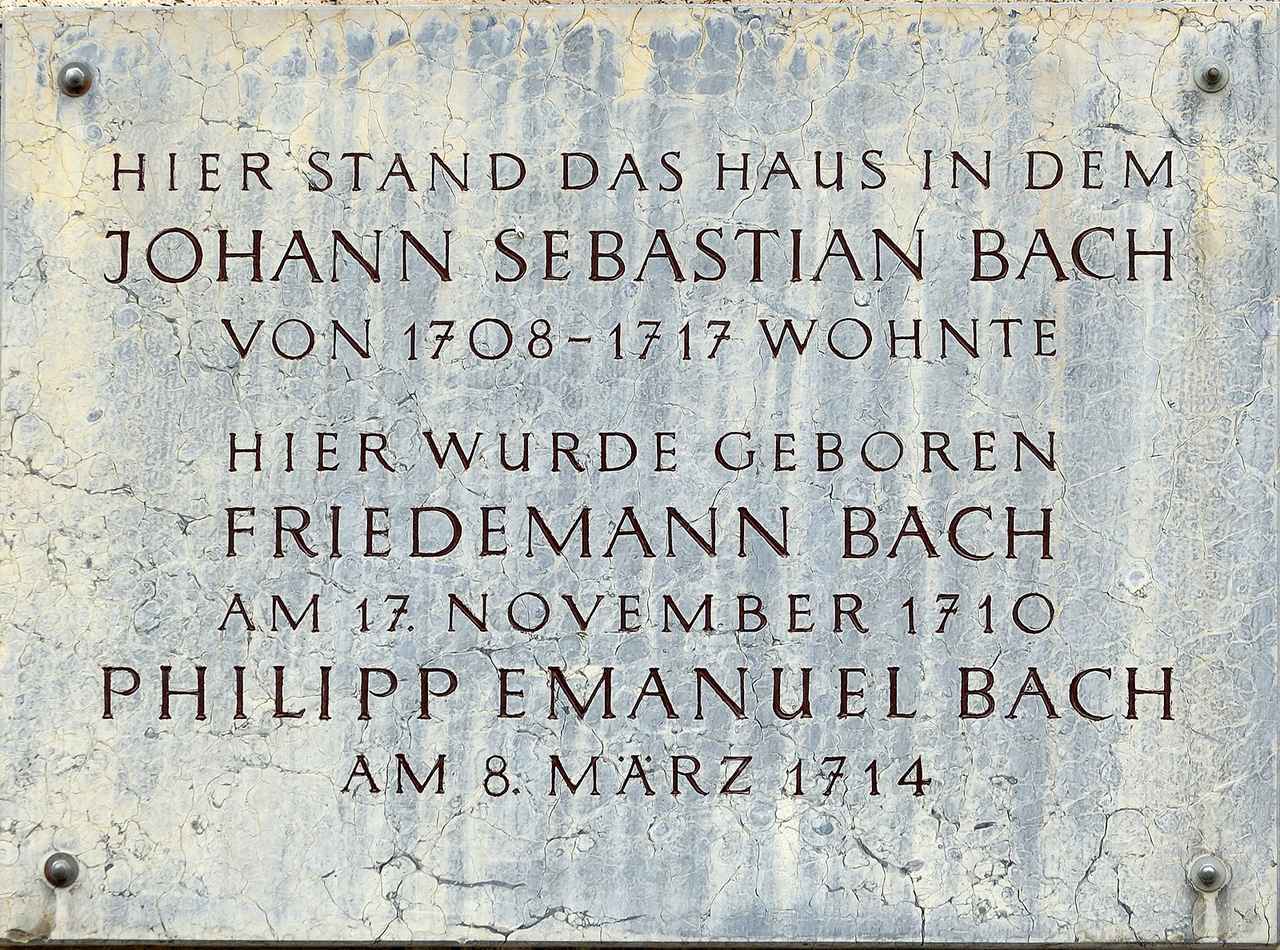 HIER STAND DAS HAUS IN DEM
JOHANN SEBASTIAN BACH
VON 1708-1717 WOHNTE
HIER WURDE GEBOREN
FRIEDEMANN BACH
AM 17. NOVEMBER 1710
PHILIPP EMANUEL BACH
AM 8. MÄRZ 1714